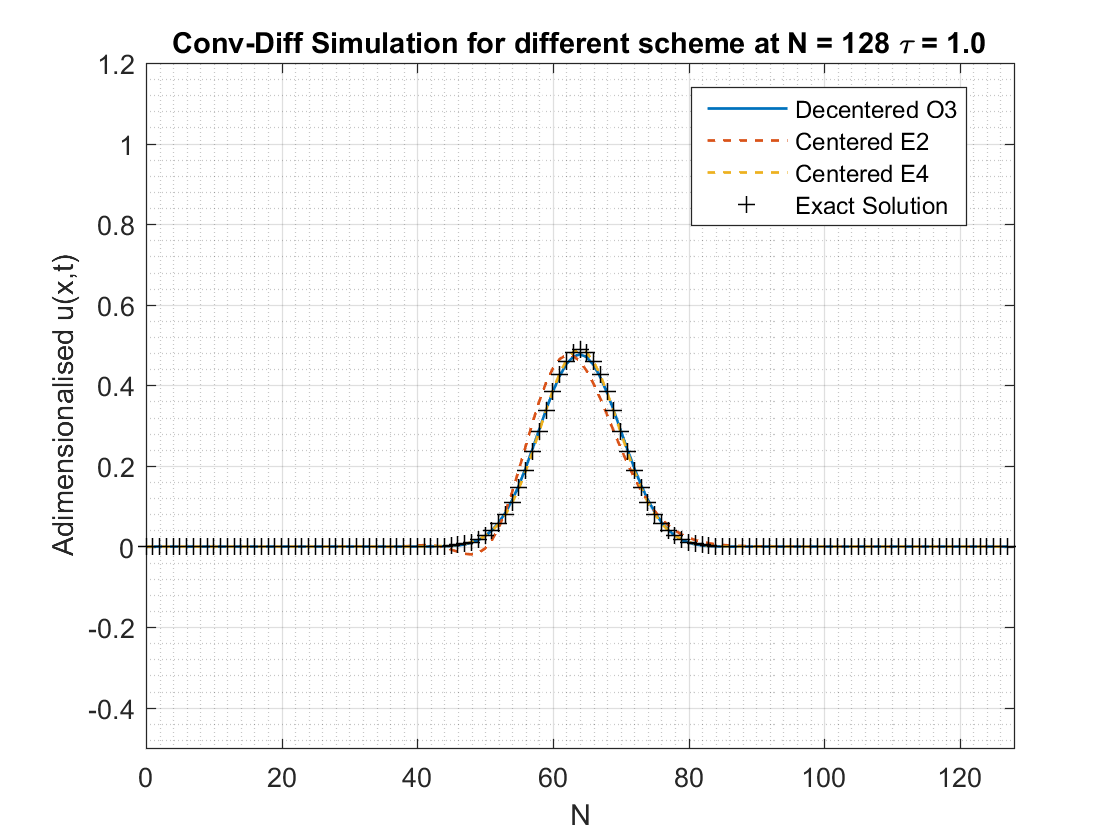 Conv-Diff Simulation for different scheme at N = 128 τ = 1.0
Adimensionalised u(x,t)
1.2
1
0.8
0.6
0.4
0.2
0
-0.2
-0.4
Decentered O3
Centered E2
Centered E4
Exact Solution
0 20 40 60 80 100 120
N